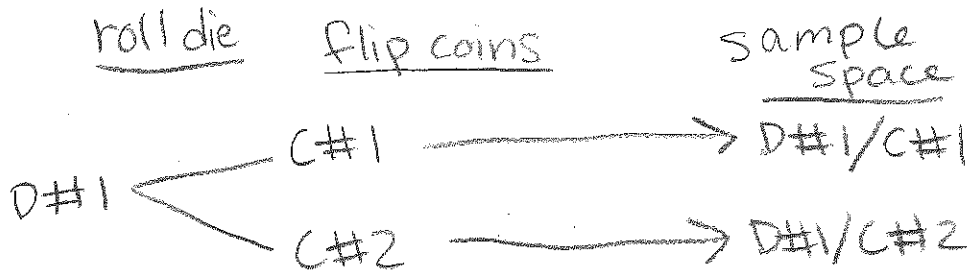 roll die flip coins sample
space
C#1 D#1/C#1
D#1
C#2 D#1/C#2